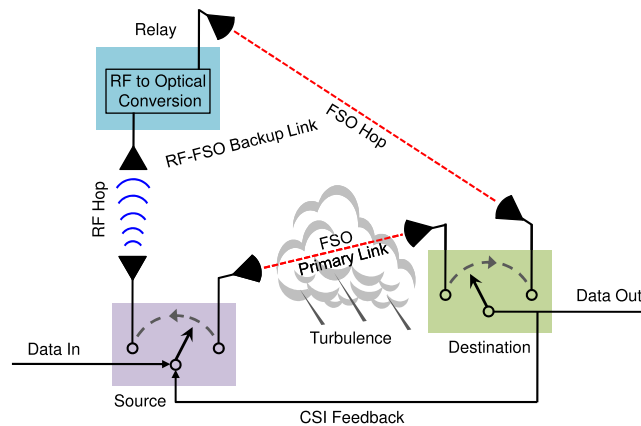 Relay
RF to Optical
Conversion
RF-FSO Backup Link
FSO Hop
RF Hop
FSO
Primary Link
Turbulence
Data In
Source
Data Out
Destination
CSI Feedback